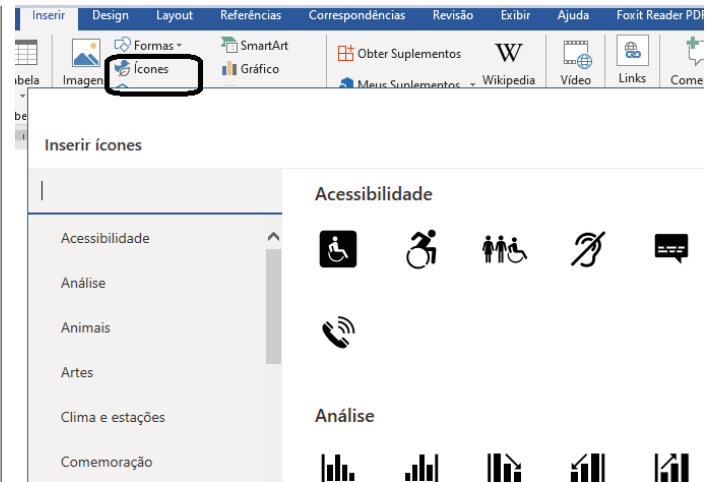 Inserir Design Layout Referências Correspondências Revisão Exibir Ajuda Foxit Reader PDF
Formas SmartArt
Obter Suplementos
Ícones Gráfico
Imagens Wikipedia Vídeo Links
Meus Suplementos
Inserir ícones
Acessibilidade
Acessibilidade
Análise
Animais
Artes
Clima e estações
Análise
Comemoração